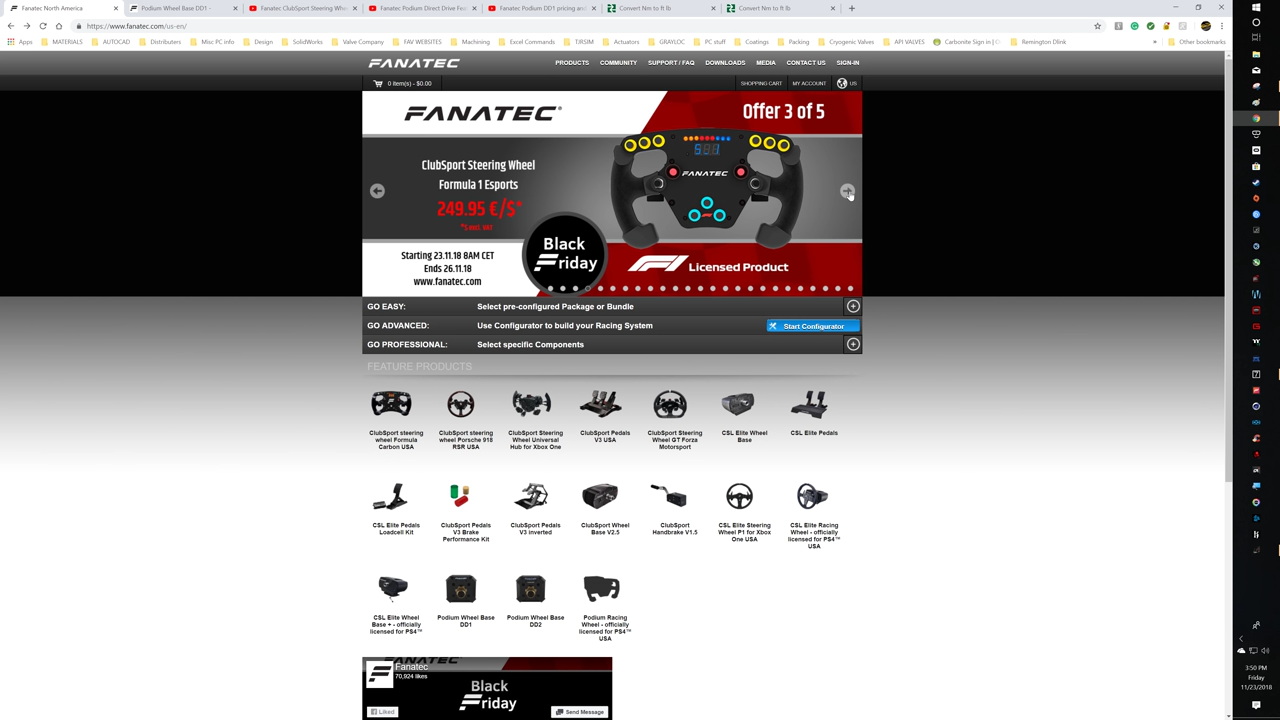 Fanatec North America
Podium Wheel Base DD1 -
Fanatec ClubSport Steering Whe
Fanatec Podium Direct Drive Fea
Fanatec Podium DD1 pricing and
Convert Nm to ft lb
Convert Nm to ft lb
https://www.fanatec.com/us-en/
Apps
MATERIALS
AUTOCAD
Distributers
Misc PC info
Design
SolidWorks
Valve Company
FAV WEBSITES
Machining
Excel Commands
TJRSIM
Actuators
GRAYLOC
PC stuff
Coatings
Packing
Cryogenic Valves
API VALVES
Carbonite Sign in | O
Remington Dlink
»
Other bookmarks
FANATEC
PRODUCTS COMMUNITY SUPPORT / FAQ DOWNLOADS MEDIA CONTACT US SIGN-IN
0 item(s) - $0.00
SHOPPING CART MY ACCOUNT US
FANATEC®
Offer 3 of 5
ClubSport Steering Wheel
Formula 1 Esports
249.95 €/$*
*$ excl. VAT
FANATEC
Black
Friday
Starting 23.11.18 8AM CET
Ends 26.11.18
www.fanatec.com
F1 Licensed Product
GO EASY: Select pre-configured Package or Bundle
GO ADVANCED: Use Configurator to build your Racing System
Start Configurator
GO PROFESSIONAL: Select specific Components
FEATURE PRODUCTS
ClubSport steering
wheel Formula
Carbon USA
ClubSport steering
wheel Porsche 918
RSR USA
ClubSport Steering
Wheel Universal
Hub for Xbox One
ClubSport Pedals
V3 USA
ClubSport Steering
Wheel GT Forza
Motorsport
CSL Elite Wheel
Base
CSL Elite Pedals
CSL Elite Pedals
Loadcell Kit
ClubSport Pedals
V3 Brake
Performance Kit
ClubSport Pedals
V3 inverted
ClubSport Wheel
Base V2.5
ClubSport
Handbrake V1.5
CSL Elite Steering
Wheel P1 for Xbox
One USA
CSL Elite Racing
Wheel - officially
licensed for PS4™
USA
CSL Elite Wheel
Base + - officially
licensed for PS4™
Podium Wheel Base
DD1
Podium Wheel Base
DD2
Podium Racing
Wheel - officially
licensed for PS4™
USA
Fanatec
70,924 likes
Black
Friday
Liked
Send Message
3:50 PM
Friday
11/23/2018